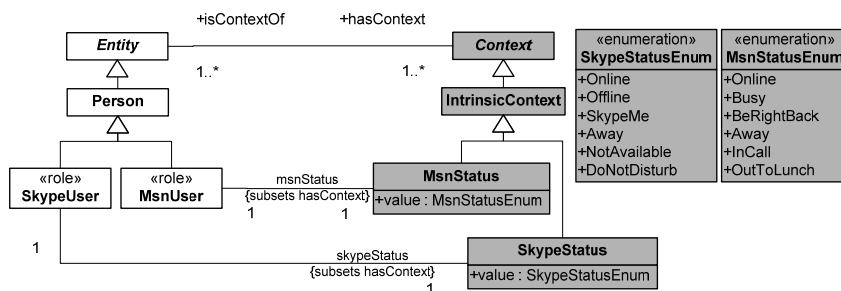 +isContextOf +hasContext
Entity
Context
1..* 1..*
Person
IntrinsicContext
«enumeration»
SkypeStatusEnum
+Online
+Offline
+SkypeMe
+Away
+NotAvailable
+DoNotDisturb
«enumeration»
MsnStatusEnum
+Online
+Busy
+BeRightBack
+Away
+InCall
+OutToLunch
«role»
SkypeUser
«role»
MsnUser
msnStatus
{subsets hasContext}
1 1
MsnStatus
+value : MsnStatusEnum
1
skypeStatus
{subsets hasContext}
1
SkypeStatus
+value : SkypeStatusEnum